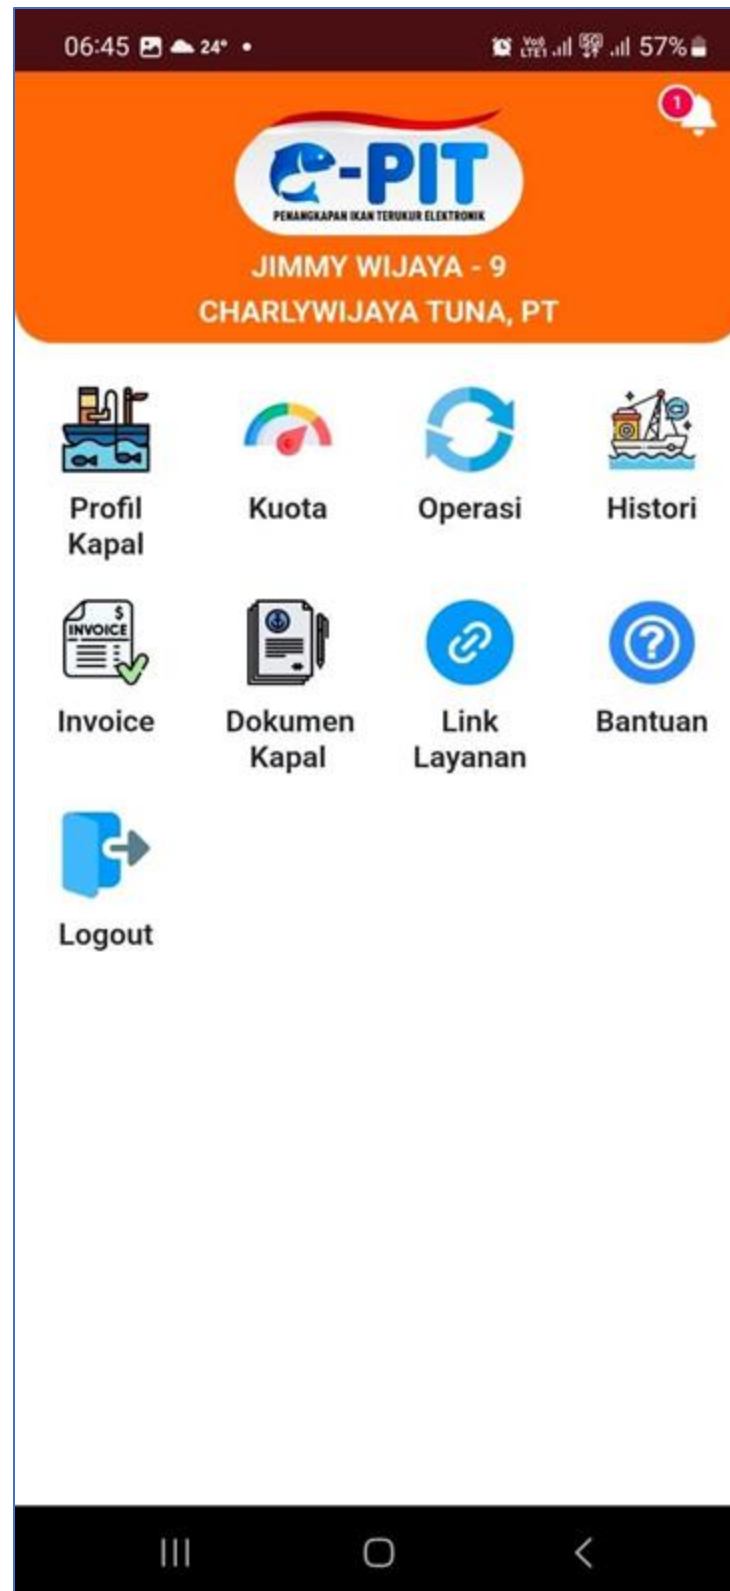 06:45 24° 57%
1
e-PIT
PENANGKAPAN IKAN TERUKUR ELEKTRONIK
JIMMY WIJAYA - 9
CHARLYWIJAYA TUNA, PT
Profil Kapal
Kuota
Operasi
Histori
INVOICE
Invoice
Dokumen Kapal
Link Layanan
Bantuan
Logout